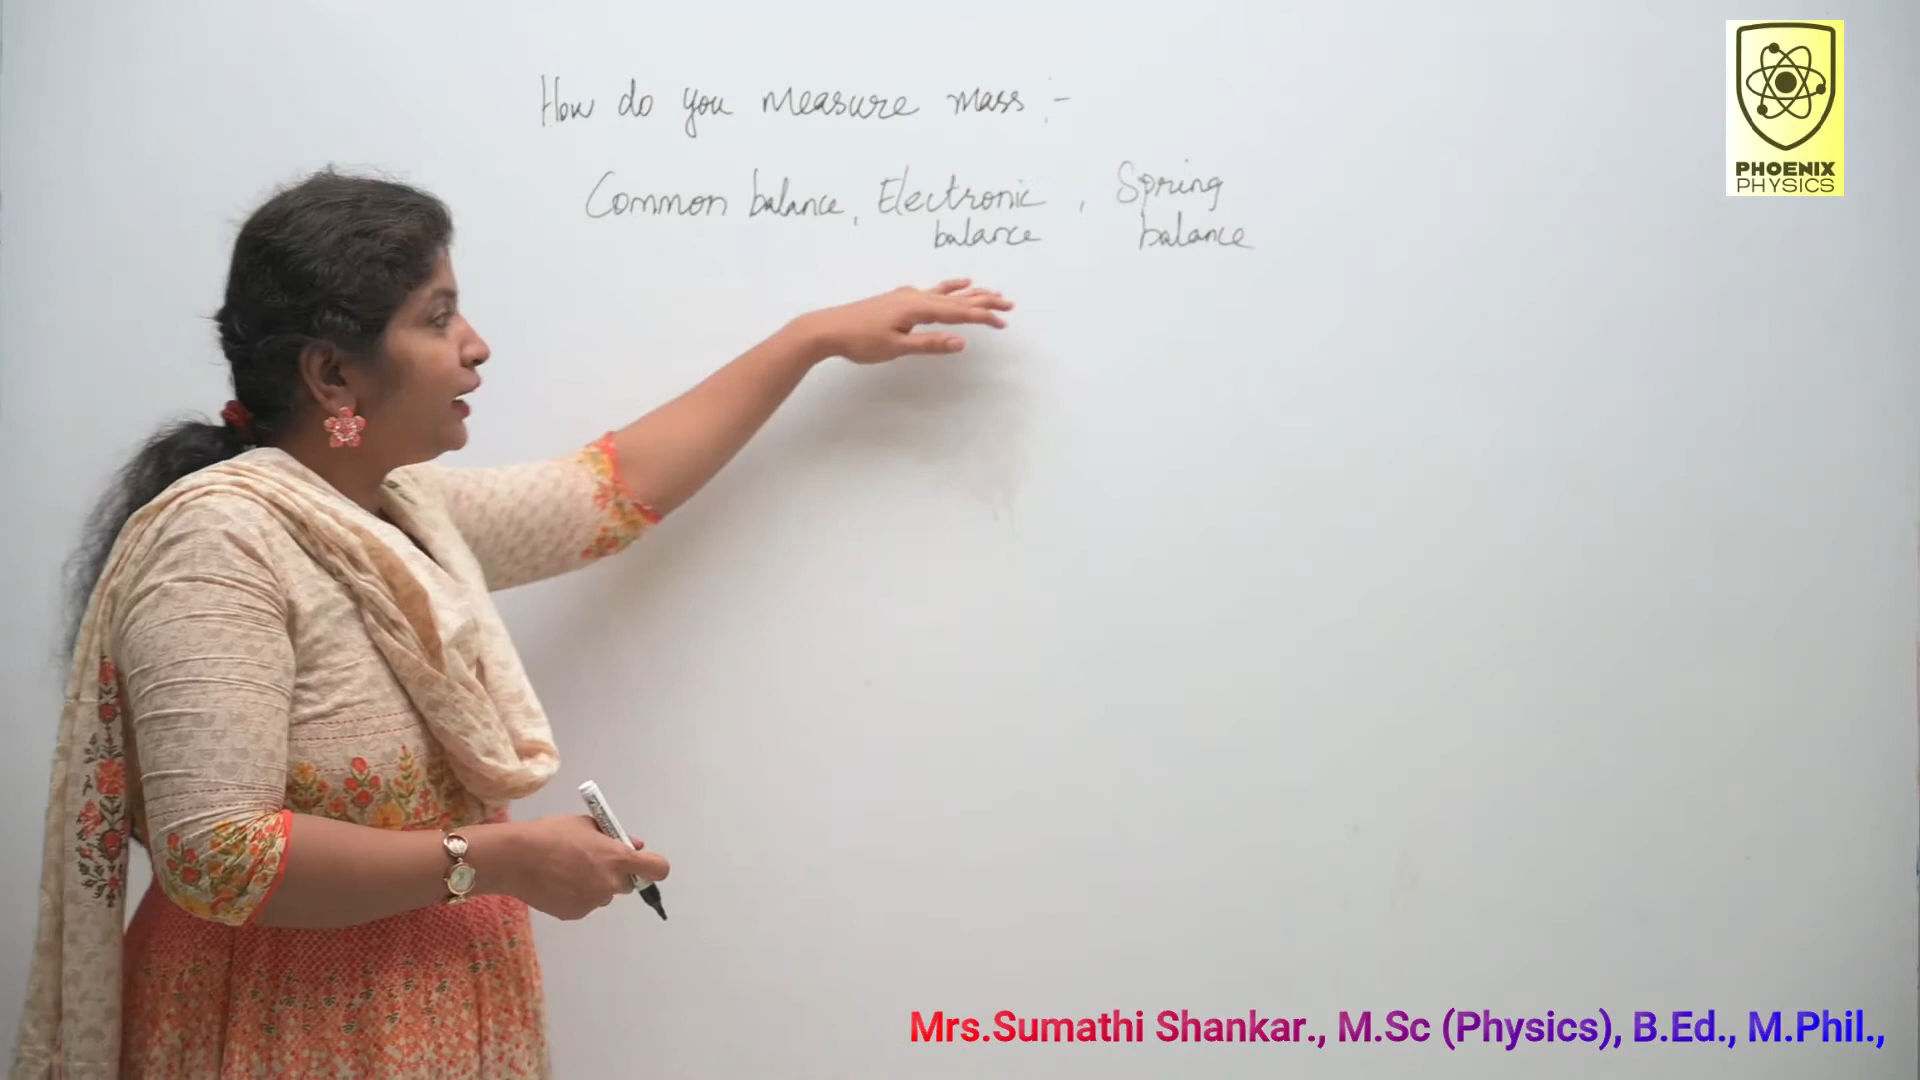 How do you measure mass :-
Common balance, Electronic , Spring
balance balance
PHOENIX
PHYSICS
Mrs.Sumathi Shankar., M.Sc (Physics), B.Ed., M.Phil.,